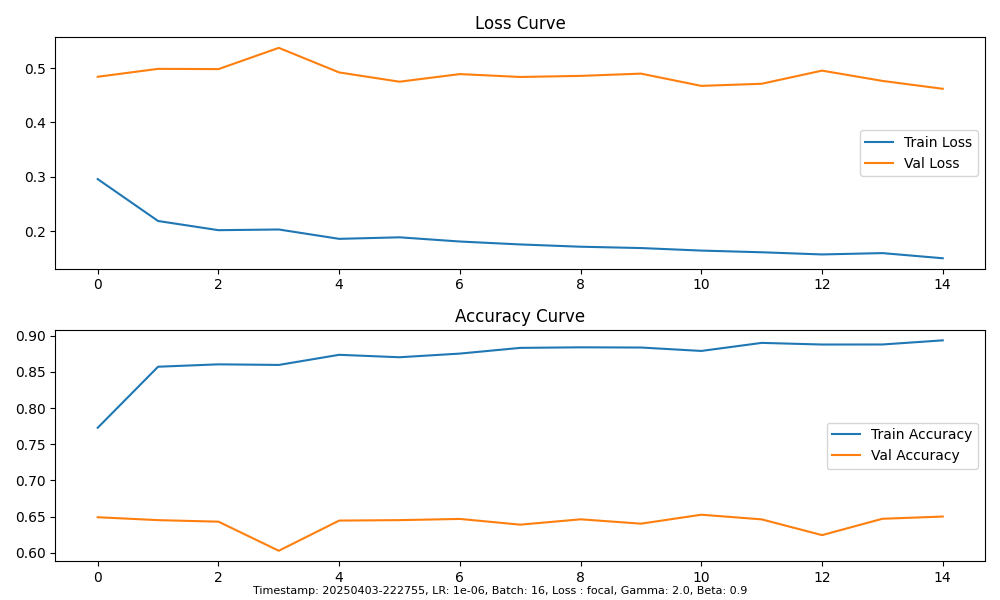 Loss Curve
0.5
0.4
0.3
0.2
Train Loss
Val Loss
0 2 4 6 8 10 12 14
Accuracy Curve
0.90
0.85
0.80
0.75
0.70
0.65
0.60
Train Accuracy
Val Accuracy
0 2 4 6 8 10 12 14
Timestamp: 20250403-222755, LR: 1e-06, Batch: 16, Loss : focal, Gamma: 2.0, Beta: 0.9